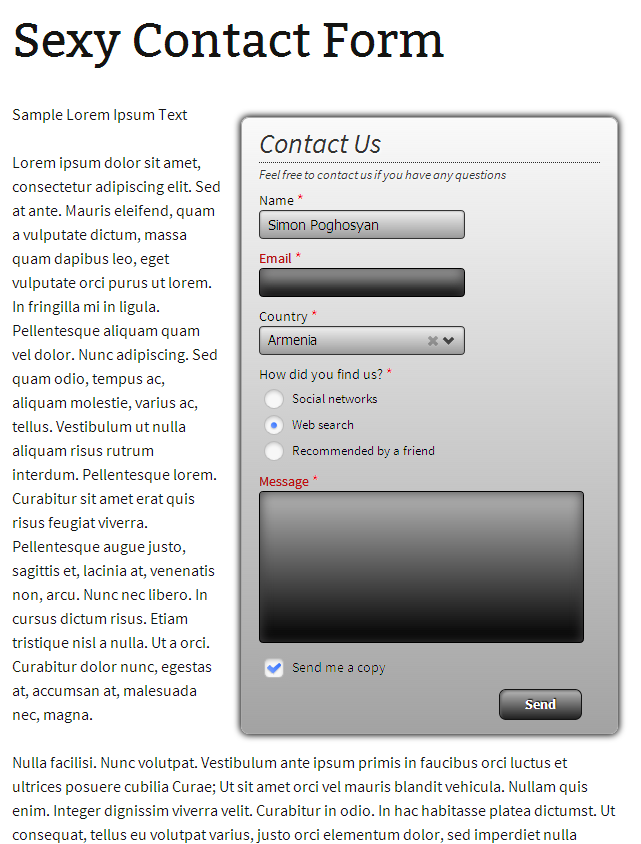 Sexy Contact Form
Sample Lorem Ipsum Text
Lorem ipsum dolor sit amet,
consectetur adipiscing elit. Sed
at ante. Mauris eleifend, quam
a vulputate dictum, massa
quam dapibus leo, eget
vulputate orci purus ut lorem.
In fringilla mi in ligula.
Pellentesque aliquam quam
vel dolor. Nunc adipiscing. Sed
quam odio, tempus ac,
aliquam molestie, varius ac,
tellus. Vestibulum ut nulla
aliquam risus rutrum
interdum. Pellentesque lorem.
Curabitur sit amet erat quis
risus feugiat viverra.
Pellentesque augue justo,
sagittis et, lacinia at, venenatis
non, arcu. Nunc nec libero. In
cursus dictum risus. Etiam
tristique nisl a nulla. Ut a orci.
Curabitur dolor nunc, egestas
at, accumsan at, malesuada
nec, magna.
Contact Us
Feel free to contact us if you have any questions
Name *
Simon Poghosyan
Email *
Country *
Armenia
How did you find us? *
Social networks
Web search
Recommended by a friend
Message *
Send me a copy
Send
Nulla facilisi. Nunc volutpat. Vestibulum ante ipsum primis in faucibus orci luctus et
ultrices posuere cubilia Curae; Ut sit amet orci vel mauris blandit vehicula. Nullam quis
enim. Integer dignissim viverra velit. Curabitur in odio. In hac habitasse platea dictumst. Ut
consequat, tellus eu volutpat varius, justo orci elementum dolor, sed imperdiet nulla